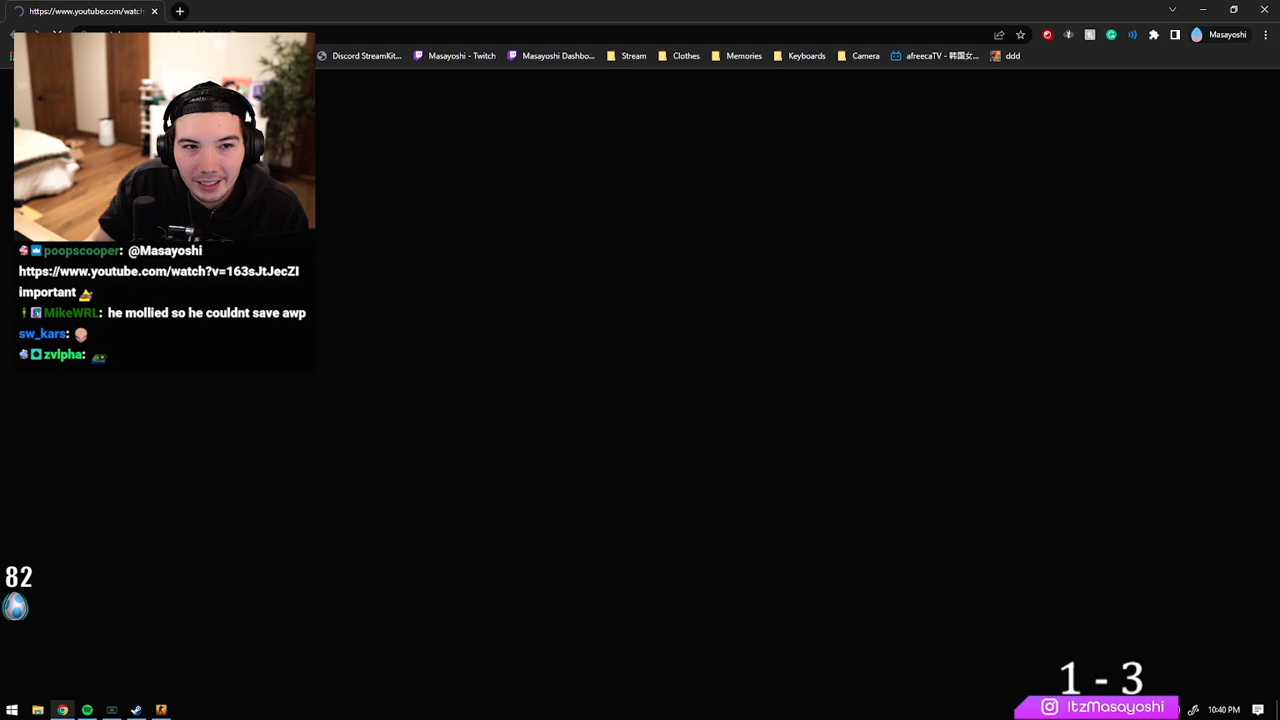 https://www.youtube.com/watch
Masayoshi
Discord StreamKit... Masayoshi - Twitch Masayoshi Dashbo... Stream Clothes Memories Keyboards Camera afreecaTV - 韩国女... ddd
poopscooper: @Masayoshi
https://www.youtube.com/watch?v=163sJtJecZI
important
MikeWRL: he mollied so he couldnt save awp
sw_kars:
zvlpha:
82
1 - 3
ItzMasayoshi
10:40 PM